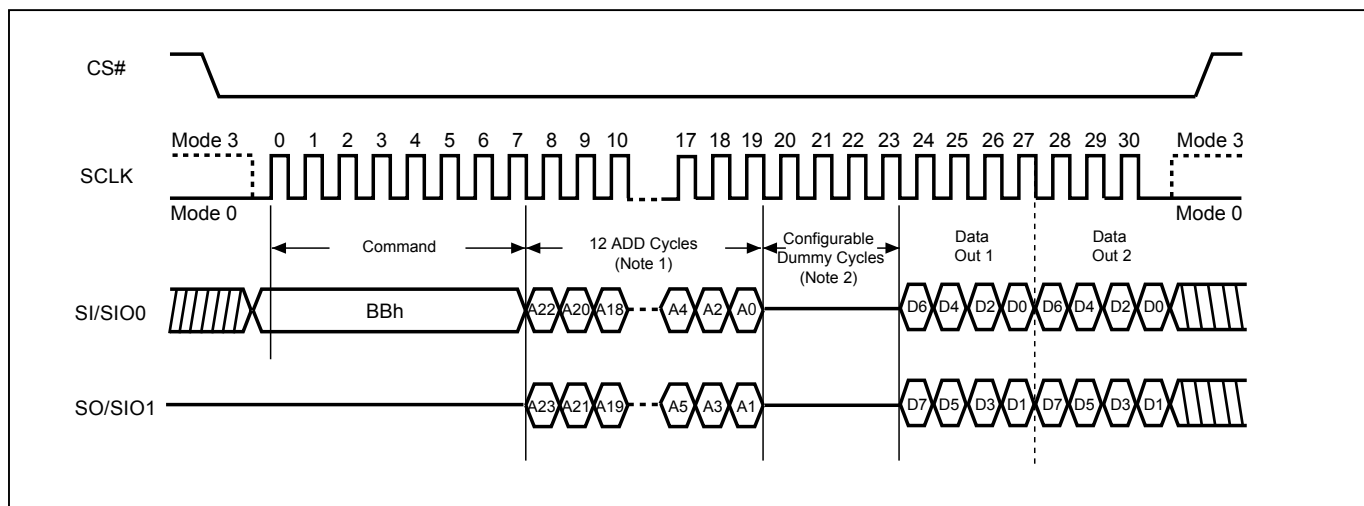 CS#
Mode 3 0 1 2 3 4 5 6 7 8 9 10 17 18 19 20 21 22 23 24 25 26 27 28 29 30 Mode 3
SCLK
Mode 0 Mode 0
Command
12 ADD Cycles
(Note 1)
Configurable
Dummy Cycles
(Note 2)
Data
Out 1
Data
Out 2
SI/SIO0 BBh A22 A20 A18 A4 A2 A0 D6 D4 D2 D0 D6 D4 D2 D0
SO/SIO1 A23 A21 A19 A5 A3 A1 D7 D5 D3 D1 D7 D5 D3 D1